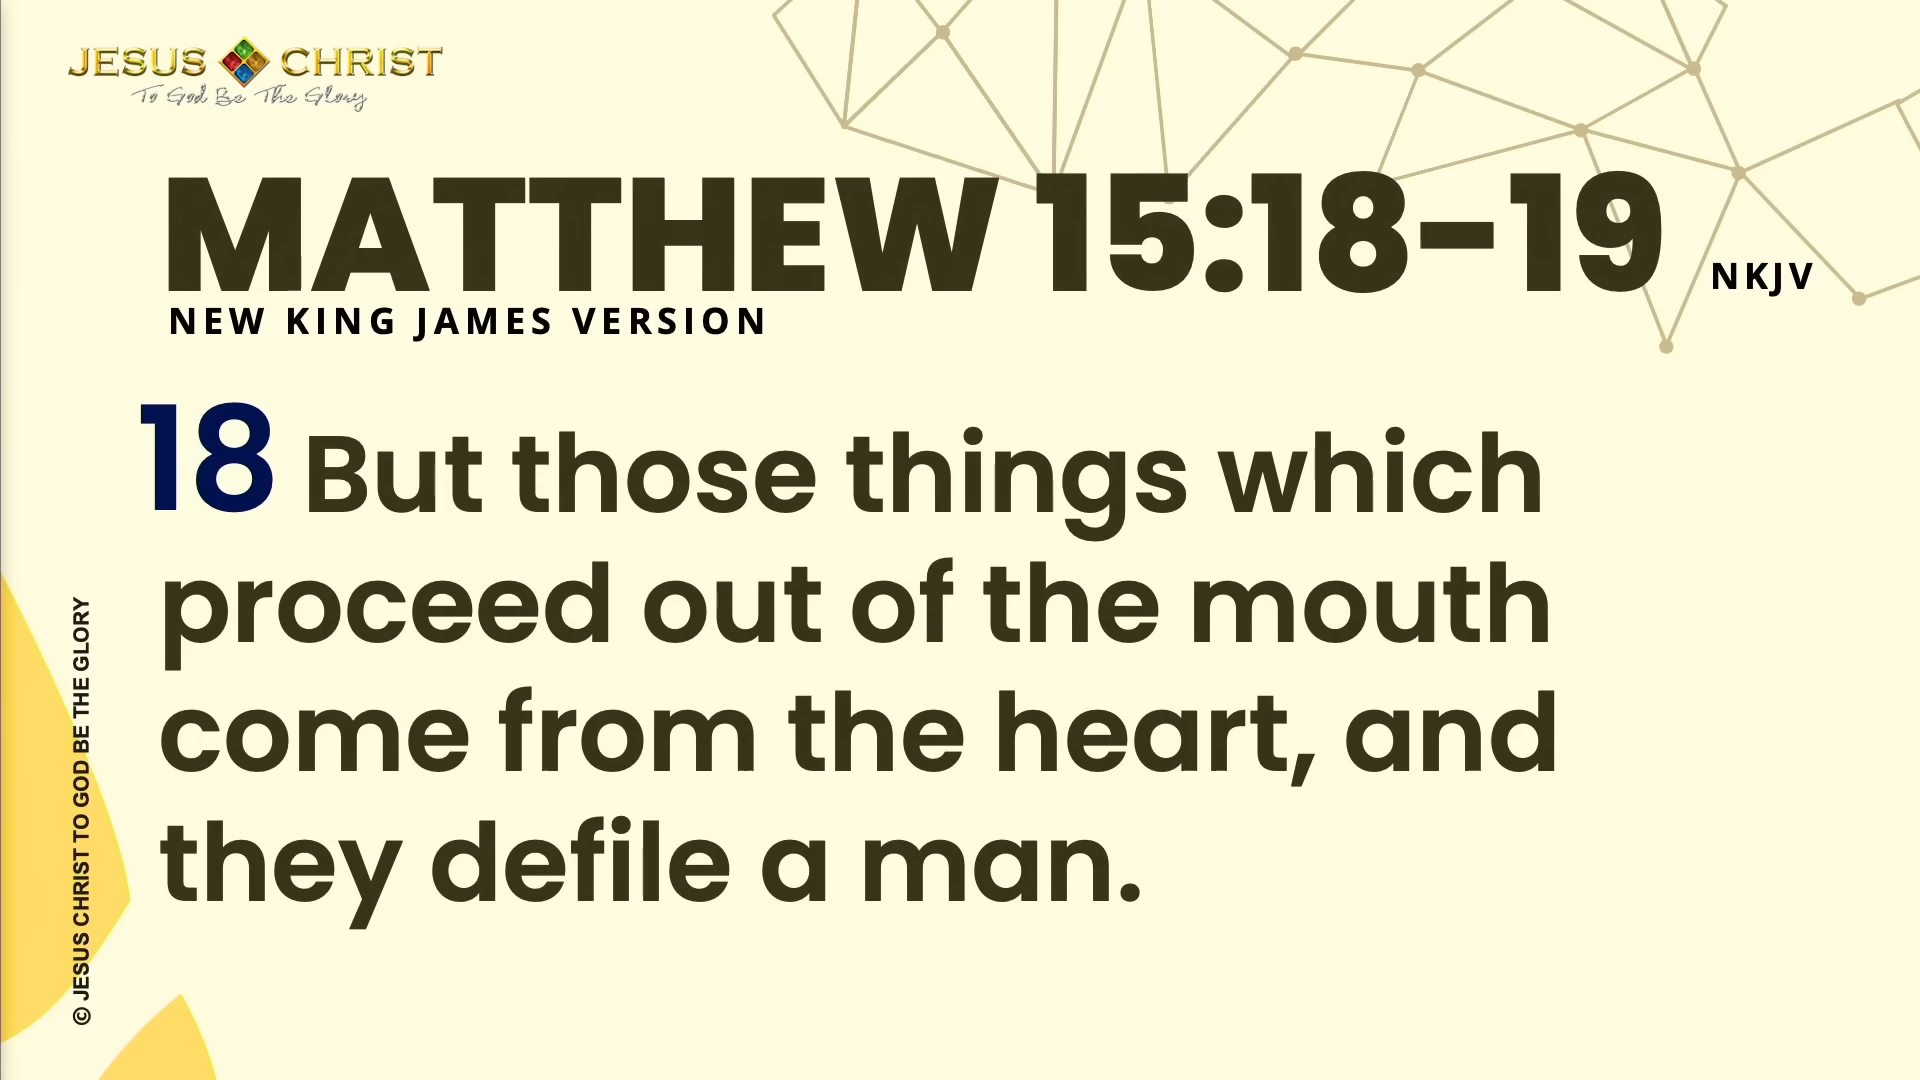 JESUS CHRIST
To God Be The Glory
MATTHEW 15:18-19 NKJV
NEW KING JAMES VERSION
18 But those things which
proceed out of the mouth
come from the heart, and
they defile a man.
© JESUS CHRIST TO GOD BE THE GLORY